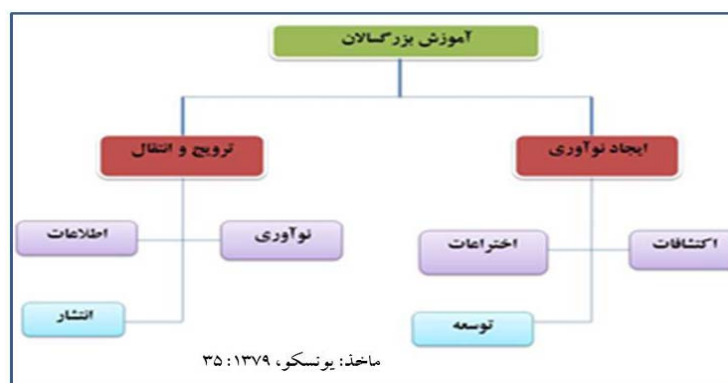 آموزش بزرگسالان
ایجاد نوآوری
ترویج و انتقال
اکتشافات
اختراعات
نوآوری
اطلاعات
توسعه
انتشار
ماخذ: یونسکو، ۱۳۷۹: ۳۵